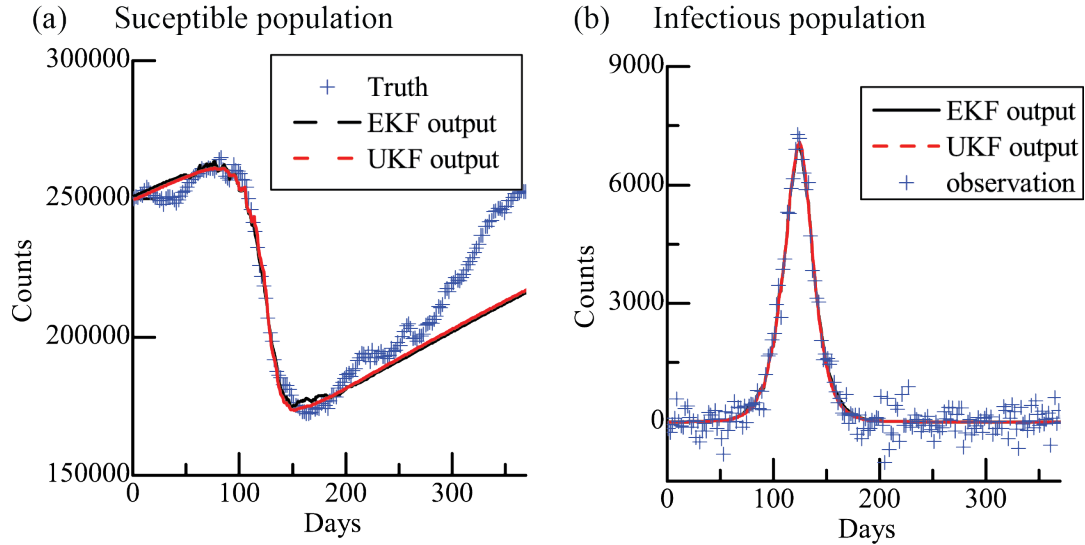 (a) Suceptible population
300000
250000
200000
150000
Counts
0 100 200 300
Days
Truth
EKF output
UKF output
(b) Infectious population
9000
6000
3000
0
Counts
0 100 200 300
Days
EKF output
UKF output
observation